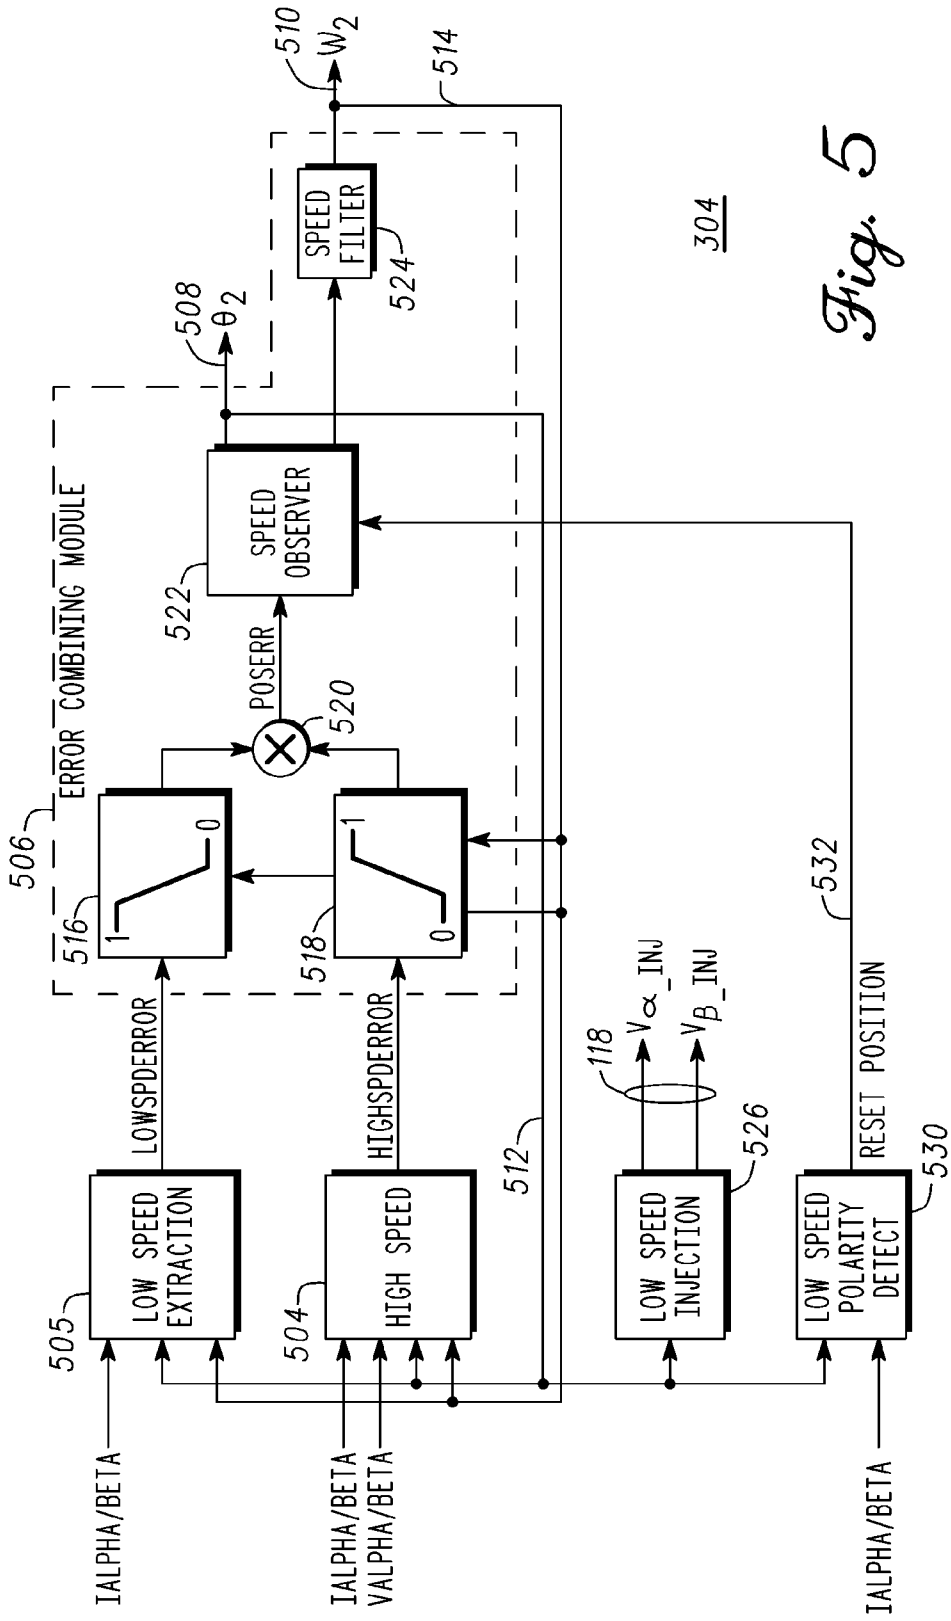 506
ERROR COMBINING MODULE
IALPHA/BETA
505
LOW SPEED
EXTRACTION
LOWSPDERROR
516
1
0
508
θ2
510
W2
522
SPEED
OBSERVER
POSERR
520
SPEED
FILTER
524
514
IALPHA/BETA
VALPHA/BETA
504
HIGH SPEED
HIGHSPDERROR
518
0
1
512
LOW SPEED
INJECTION
526
118
Vα_INJ
Vβ_INJ
304
IALPHA/BETA
LOW SPEED
POLARITY
DETECT
530
RESET POSITION
532
Fig. 5